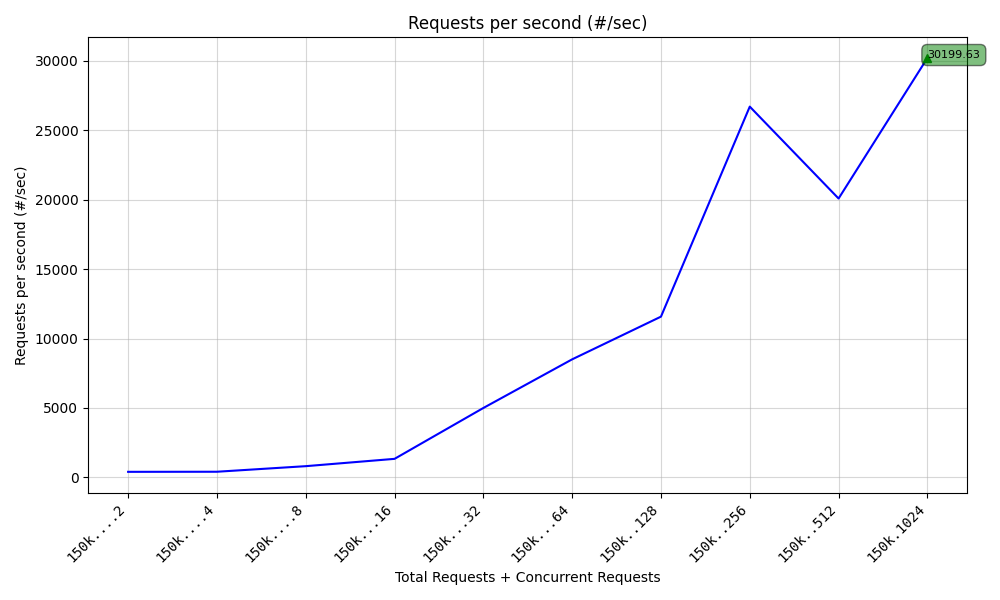 Requests per second (#/sec)
30199.63
30000
25000
20000
15000
10000
5000
0
Requests per second (#/sec)
150k....2
150k....4
150k....8
150k...16
150k...32
150k...64
150k..128
150k..256
150k..512
150k.1024
Total Requests + Concurrent Requests